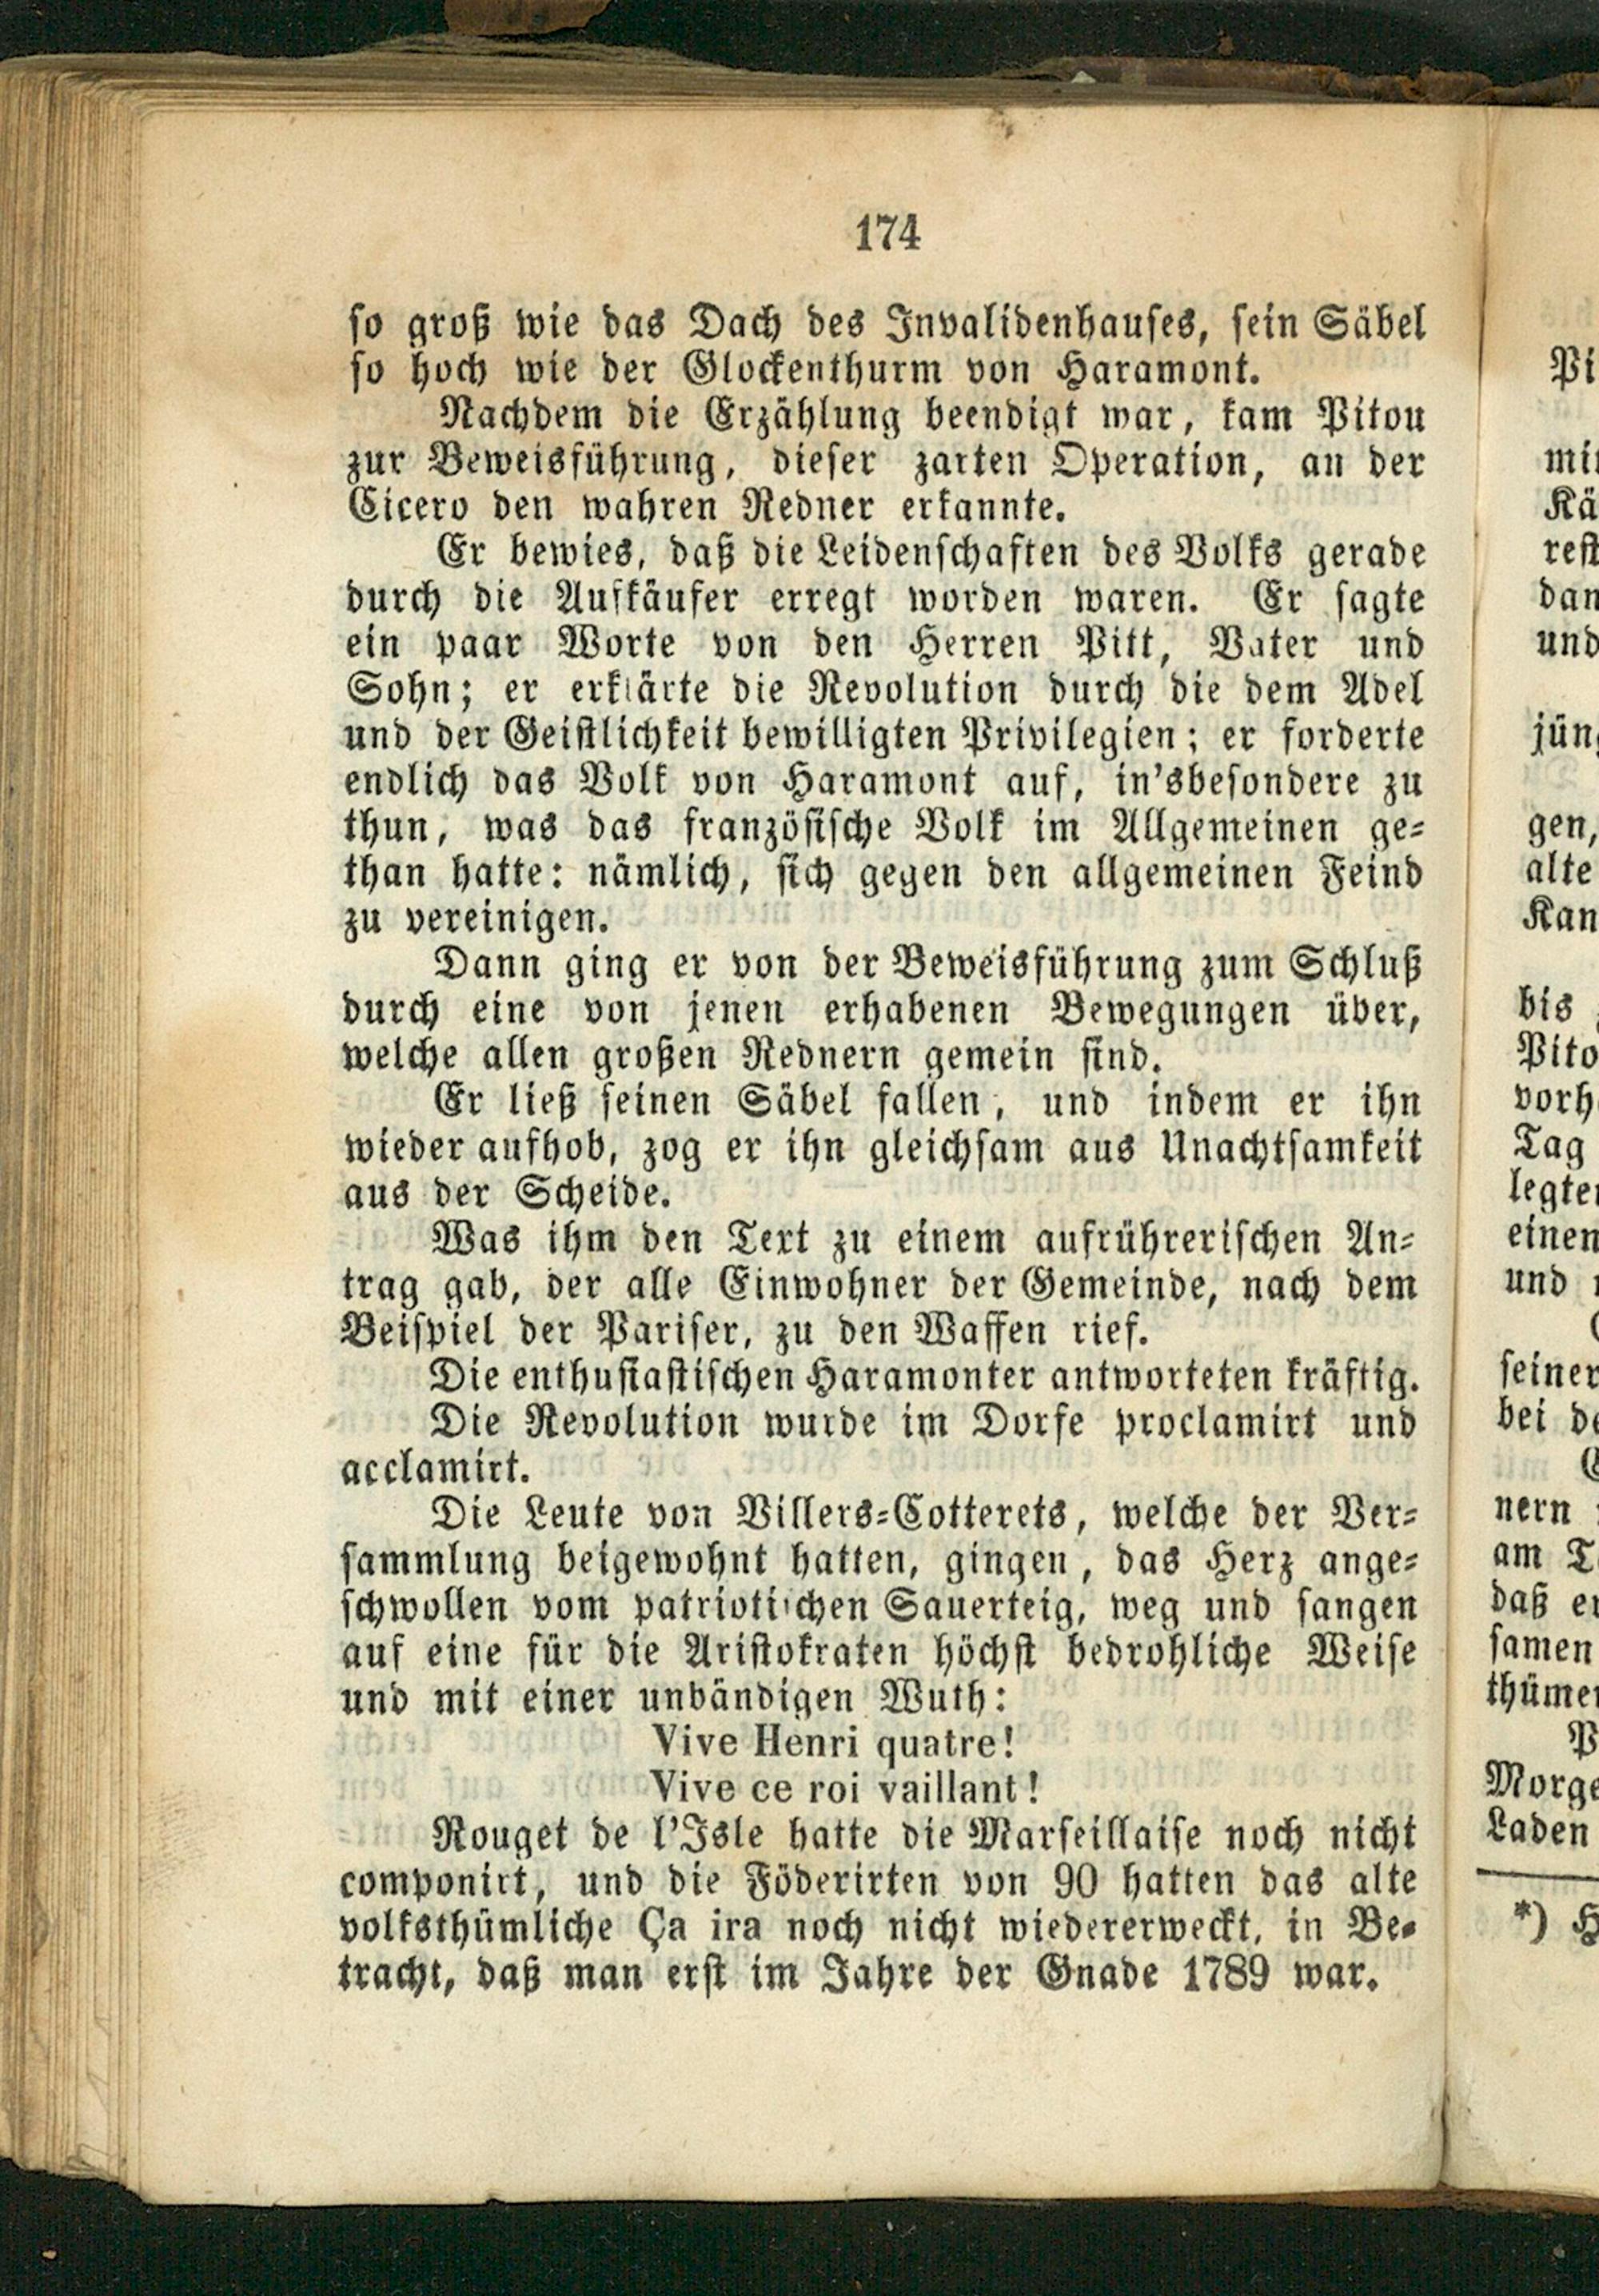 174
so groß wie das Dach des Invalidenhauses, sein Säbel
so hoch wie der Glockenthurm von Haramont.
Nachdem die Erzählung beendigt war, kam Pitou
zur Beweisführung, dieser zarten Operation, an der
Cicero den wahren Redner erkannte.
Er bewies, daß die Leidenschaften des Volks gerade
durch die Aufkäufer erregt worden waren. Er sagte
ein paar Worte von den Herren Pitt, Vater und
Sohn; er erklärte die Revolution durch die dem Adel
und der Geistlichkeit bewilligten Privilegien; er forderte
endlich das Volk von Haramont auf, in'sbesondere zu
thun, was das französische Volk im Allgemeinen ge-
than hatte: nämlich, sich gegen den allgemeinen Feind
zu vereinigen.
Dann ging er von der Beweisführung zum Schluß
durch eine von jenen erhabenen Bewegungen über,
welche allen großen Rednern gemein sind.
Er ließ seinen Säbel fallen, und indem er ihn
wieder aufhob, zog er ihn gleichsam aus Unachtsamkeit
aus der Scheide.
Was ihm den Text zu einem aufrührerischen An-
trag gab, der alle Einwohner der Gemeinde, nach dem
Beispiel der Pariser, zu den Waffen rief.
Die enthusiastischen Haramonter antworteten kräftig.
Die Revolution wurde im Dorfe proclamirt und
acclamirt.
Die Leute von Villers-Cotterets, welche der Ver-
sammlung beigewohnt hatten, gingen, das Herz ange-
schwollen vom patriotischen Sauerteig, weg und sangen
auf eine für die Aristokraten höchst bedrohliche Weise
und mit einer unbändigen Wuth:
Vive Henri quatre!
Vive ce roi vaillant!
Rouget de l'Isle hatte die Marseillaise noch nicht
componirt, und die Föderirten von 90 hatten das alte
volksthümliche Ça ira noch nicht wiedererweckt, in Be-
tracht, daß man erst im Jahre der Gnade 1789 war.